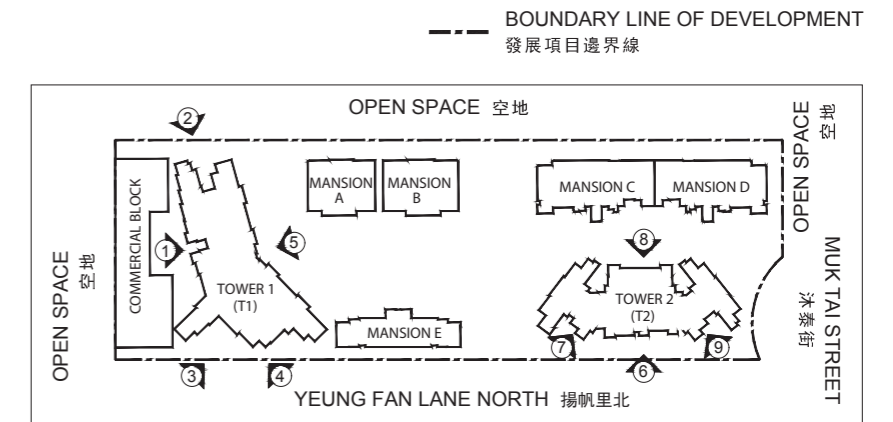 BOUNDARY LINE OF DEVELOPMENT
發展項目邊界線
OPEN SPACE 空地
OPEN SPACE
空地
2
MANSION
A
MANSION
B
MANSION C
MANSION D
COMMERCIAL BLOCK
1
5
8
OPEN SPACE
空地
TOWER 1
(T1)
TOWER 2
(T2)
MUK TAI STREET
沐泰街
MANSION E
7
9
3
4
6
YEUNG FAN LANE NORTH 揚帆里北